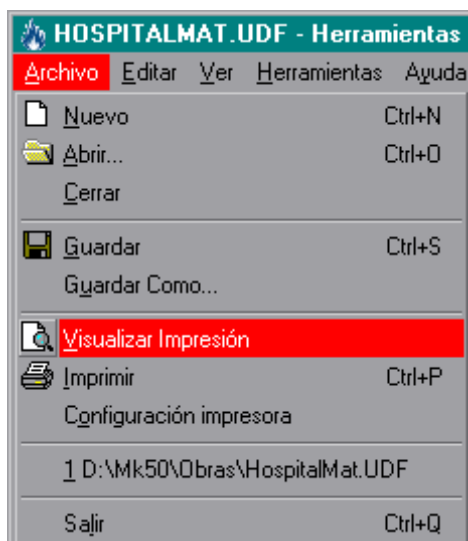 HOSPITALMAT.UDF - Herramientas
Archivo Editar Ver Herramientas Ayuda
Nuevo Ctrl+N
Abrir... Ctrl+O
Cerrar
Guardar Ctrl+S
Guardar Como...
Visualizar Impresión
Imprimir Ctrl+P
Configuración impresora
1 D:\Mk50\Obras\HospitalMat.UDF
Salir Ctrl+Q